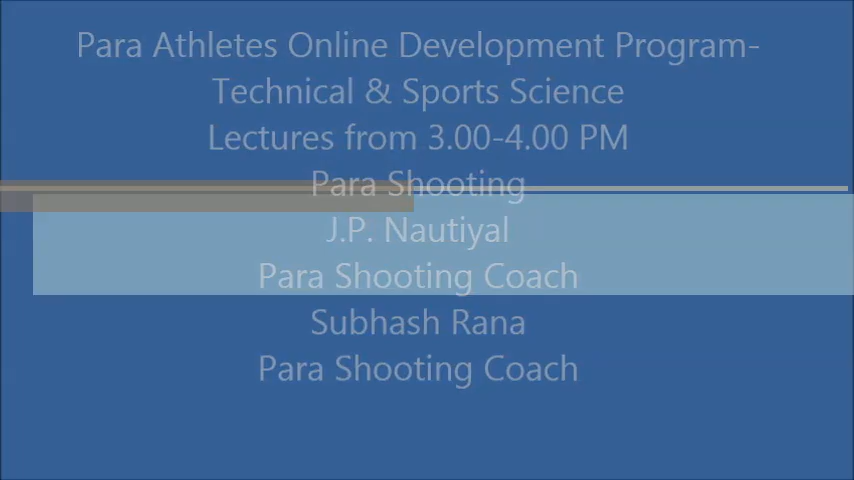 Para Athletes Online Development Program-
Technical & Sports Science
Lectures from 3.00-4.00 PM
Para Shooting
J.P. Nautiyal
Para Shooting Coach
Subhash Rana
Para Shooting Coach